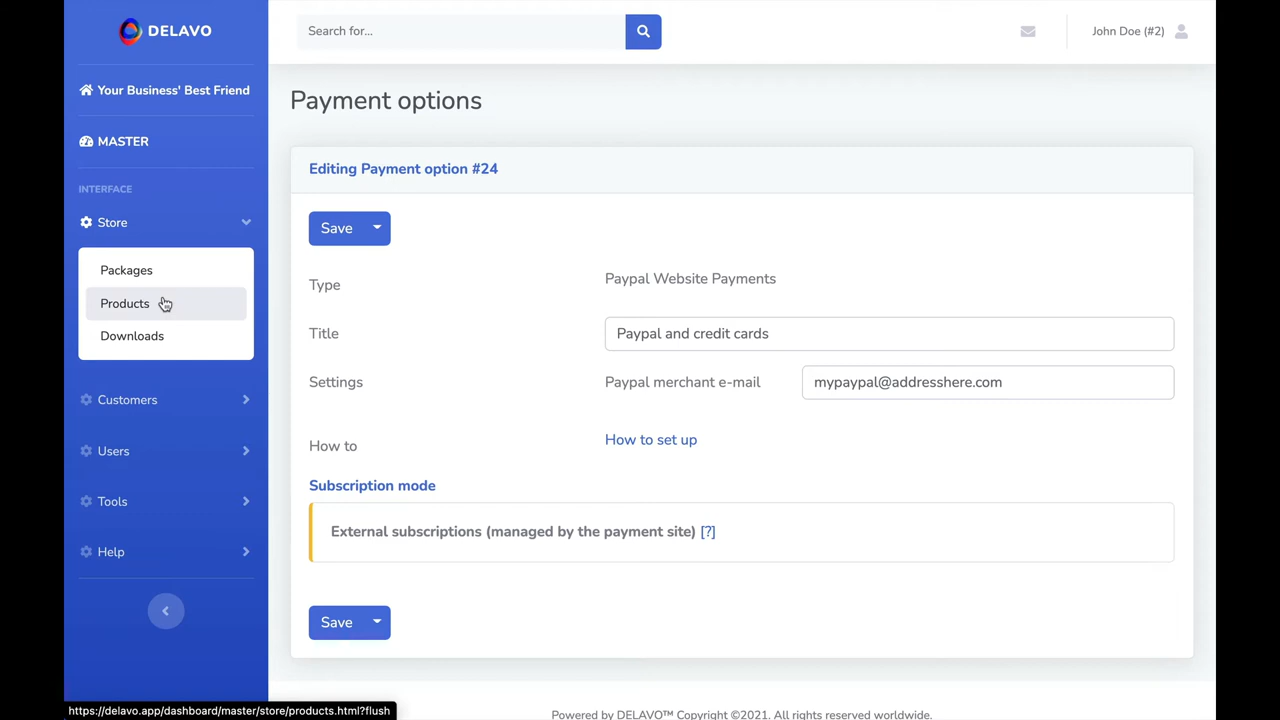 DELAVO
Search for...
John Doe (#2)
Your Business' Best Friend
MASTER
INTERFACE
Store
Packages
Products
Downloads
Customers
Users
Tools
Help
Payment options
Editing Payment option #24
Save
Type
Paypal Website Payments
Title
Paypal and credit cards
Settings
Paypal merchant e-mail
mypaypal@addresshere.com
How to
How to set up
Subscription mode
External subscriptions (managed by the payment site) [?]
Save
https://delavo.app/dashboard/master/store/products.html?flush
Powered by DELAVO™ Copyright ©2021. All rights reserved worldwide.